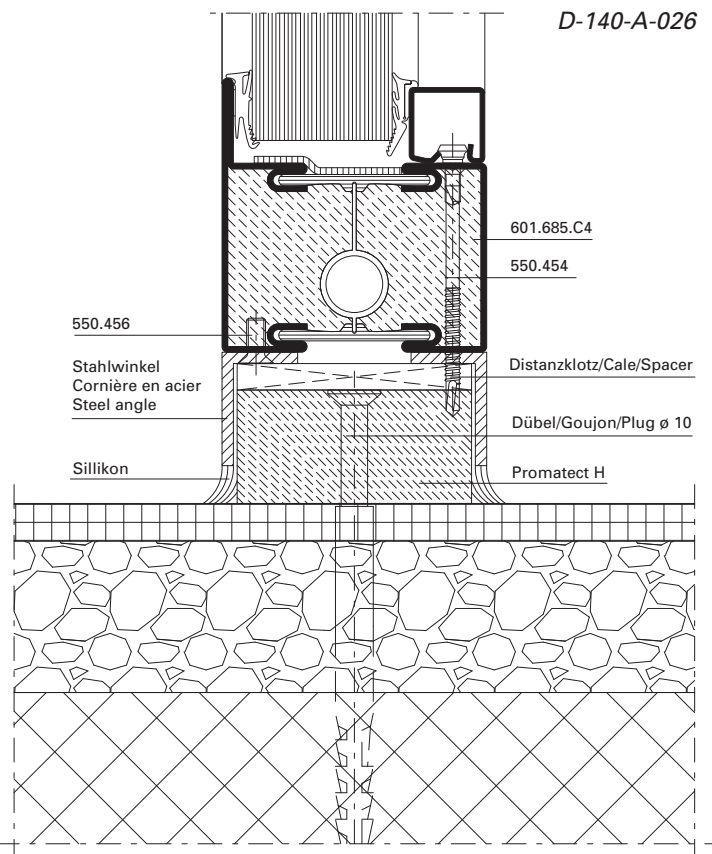 D-140-A-026
601.685.C4
550.454
550.456
Stahlwinkel
Cornière en acier
Steel angle
Distanzklotz/Cale/Spacer
Dübel/Goujon/Plug ø 10
Sillikon
Promatect H